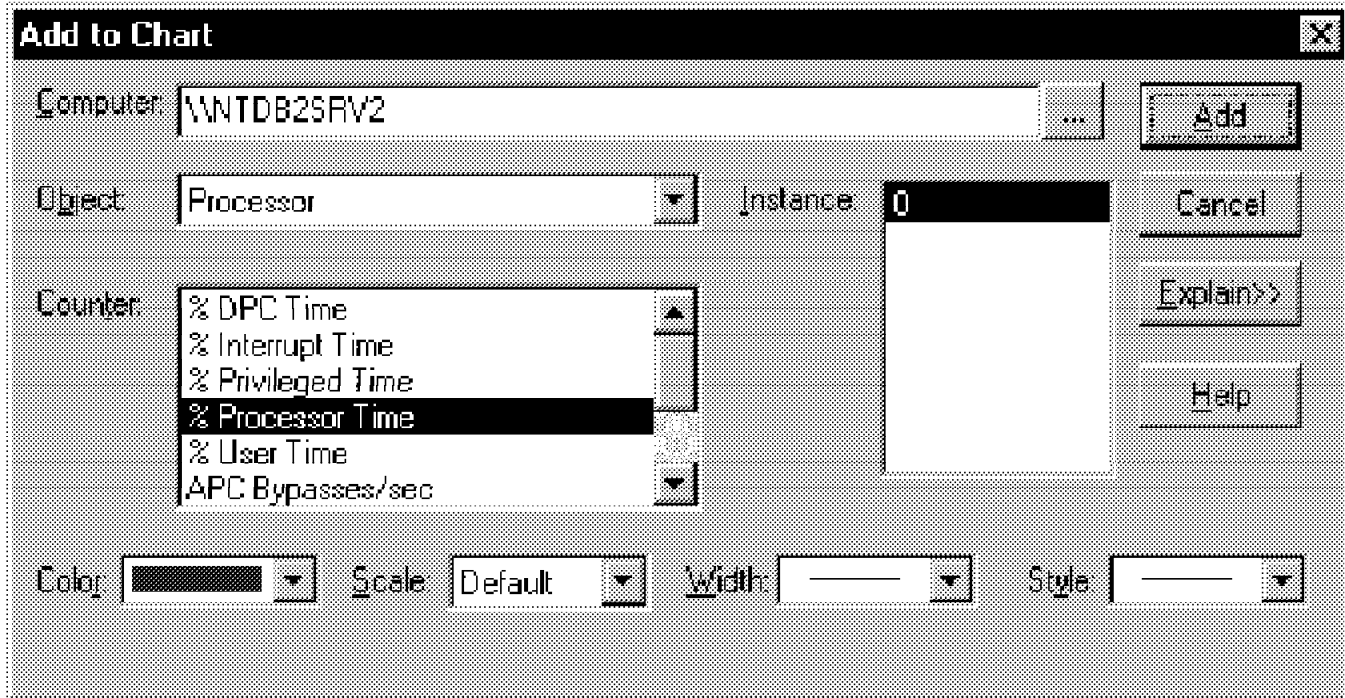 Add to Chart
Computer: \\NTDB2SRV2 ... Add
Object: Processor Instance: 0 Cancel
Counter: % DPC Time Explain>>
% Interrupt Time
% Privileged Time
% Processor Time Help
% User Time
APC Bypasses/sec
Color: Scale: Default Width: Style: